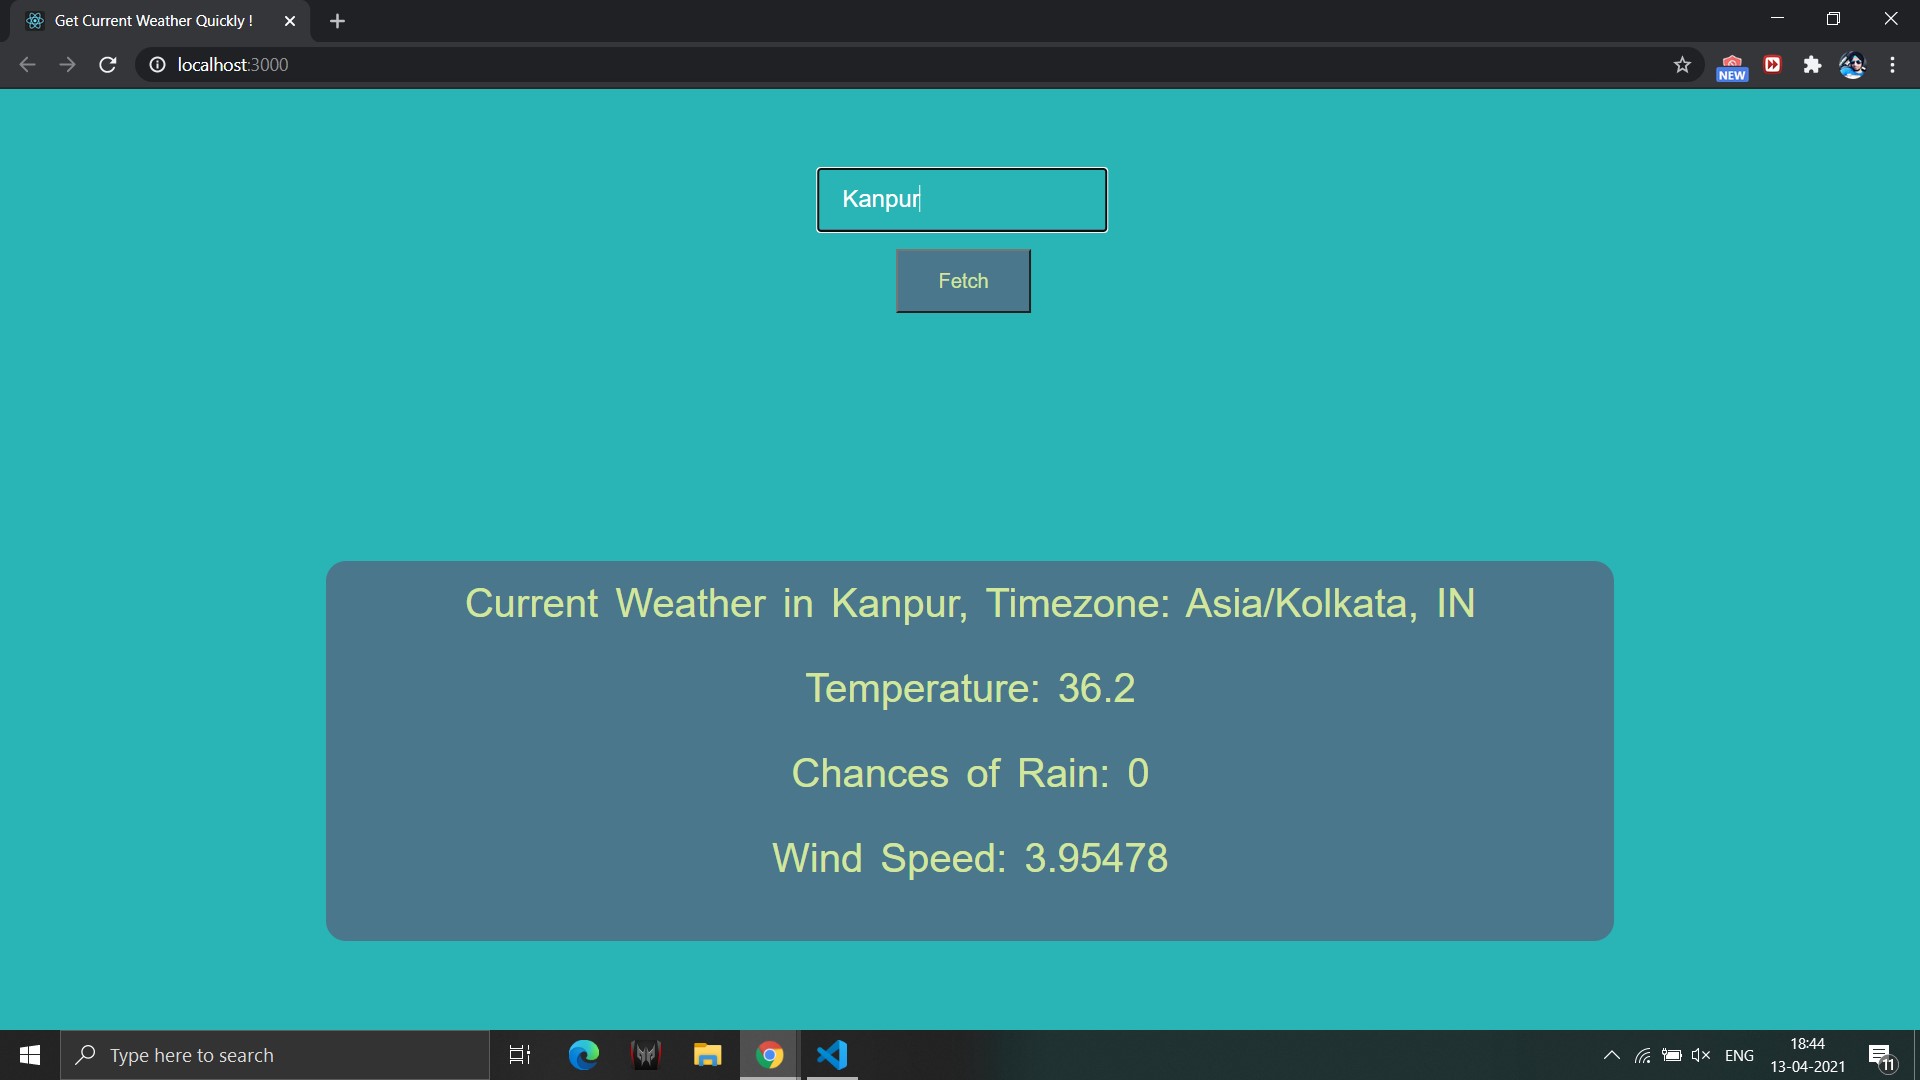 Get Current Weather Quickly !
localhost:3000
NEW
Kanpur
Fetch
Current Weather in Kanpur, Timezone: Asia/Kolkata, IN
Temperature: 36.2
Chances of Rain: 0
Wind Speed: 3.95478
Type here to search
ENG
18:44
13-04-2021
11